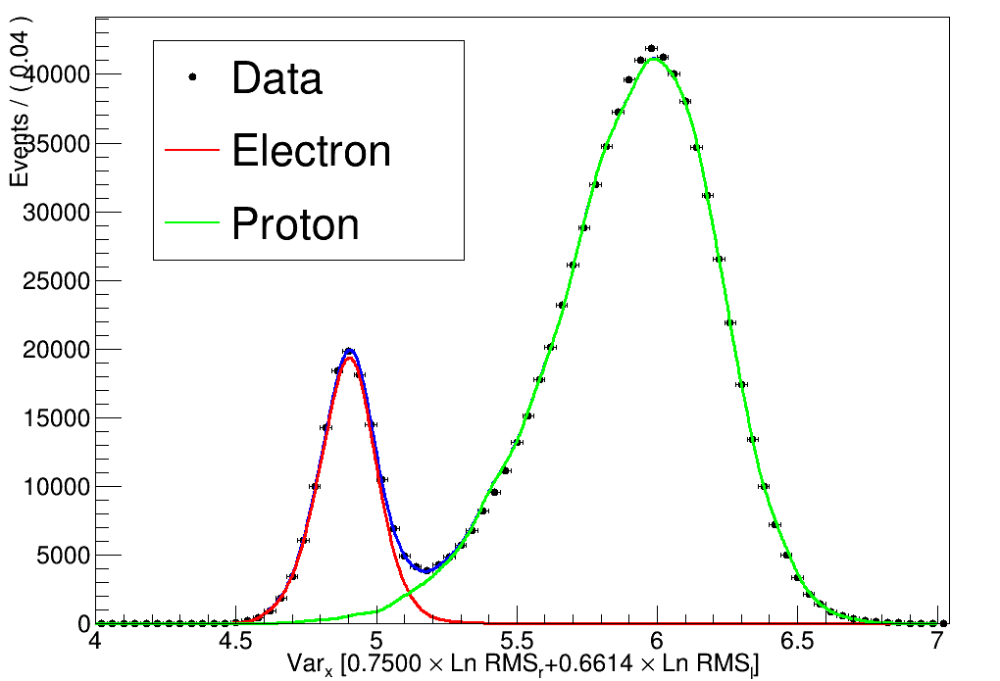 Events / ( 0.04 )
40000
35000
30000
25000
20000
15000
10000
5000
0
Data
Electron
Proton
4 4.5 5 5.5 6 6.5 7
Varₓ [0.7500 × Ln RMSᵣ+0.6614 × Ln RMSₗ]